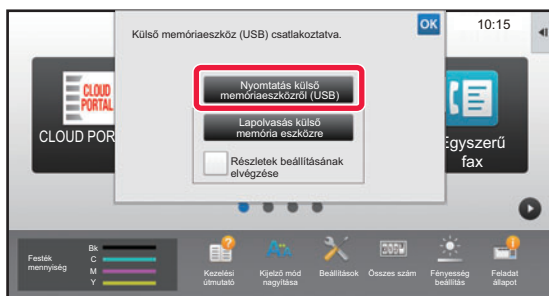 Külső memóriaeszköz (USB) csatlakoztatva.
OK
10:15
Nyomtatás külső
memóriaeszközről (USB)
Lapolvasás külső
memória eszközre
Részletek beállításának
elvégzése
CLOUD
PORTAL
CLOUD POR
Egyszerű
fax
Festék
mennyiség
Bk
C
M
Y
Kezelési
útmutató
Kijelző mód
nagyítása
Beállítások
Összes szám
Fényesség
beállítás
Feladat
állapot